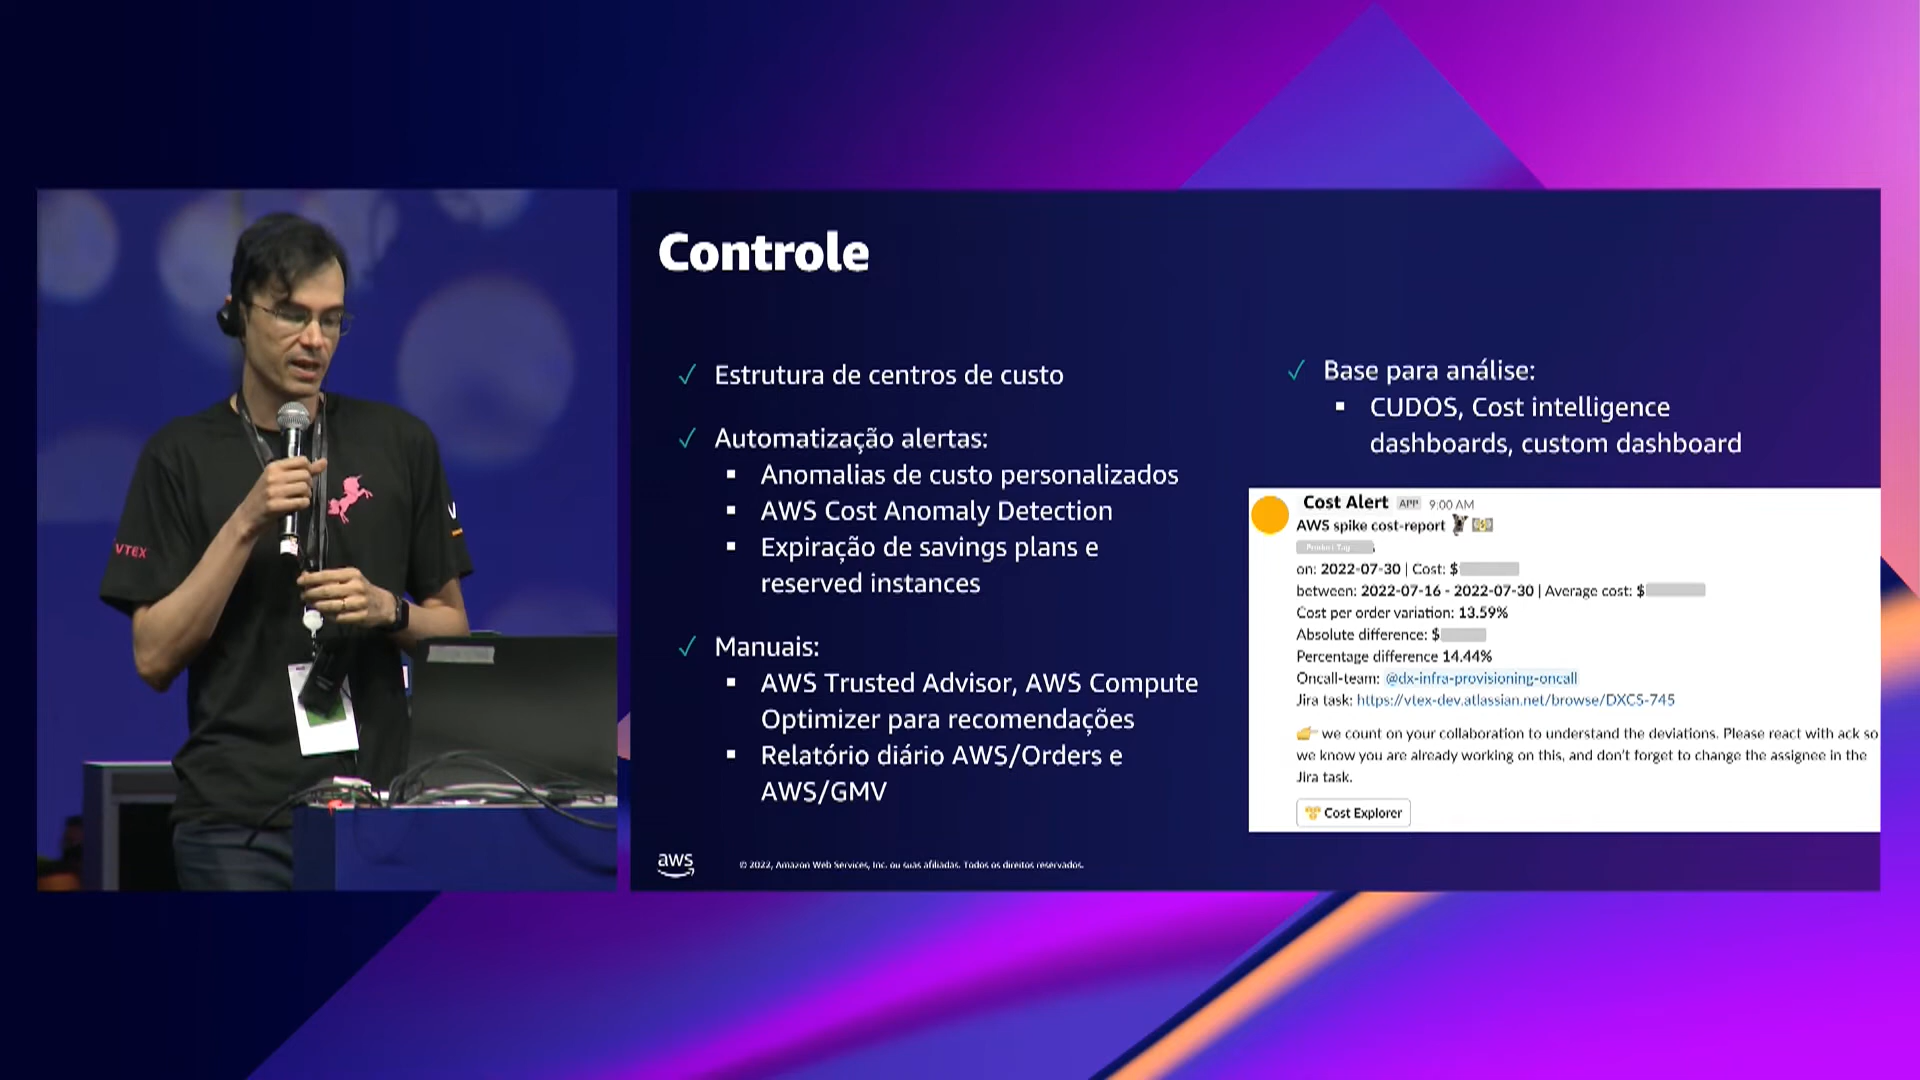 Controle
✓ Estrutura de centros de custo
✓ Automatização alertas:
▪ Anomalias de custo personalizados
▪ AWS Cost Anomaly Detection
▪ Expiração de savings plans e
reserved instances
✓ Manuais:
▪ AWS Trusted Advisor, AWS Compute
Optimizer para recomendações
▪ Relatório diário AWS/Orders e
AWS/GMV
✓ Base para análise:
▪ CUDOS, Cost intelligence
dashboards, custom dashboard
Cost Alert APP 9:00 AM
AWS spike cost-report
Product Tag
on: 2022-07-30 | Cost: $
between: 2022-07-16 - 2022-07-30 | Average cost: $
Cost per order variation: 13.59%
Absolute difference: $
Percentage difference 14.44%
Oncall-team: @dx-infra-provisioning-oncall
Jira task: https://vtex-dev.atlassian.net/browse/DXCS-745
👉 we count on your collaboration to understand the deviations. Please react with ack so
we know you are already working on this, and don't forget to change the assignee in the
Jira task.
Cost Explorer
aws
© 2022, Amazon Web Services, Inc. ou suas afiliadas. Todos os direitos reservados.
VTEX